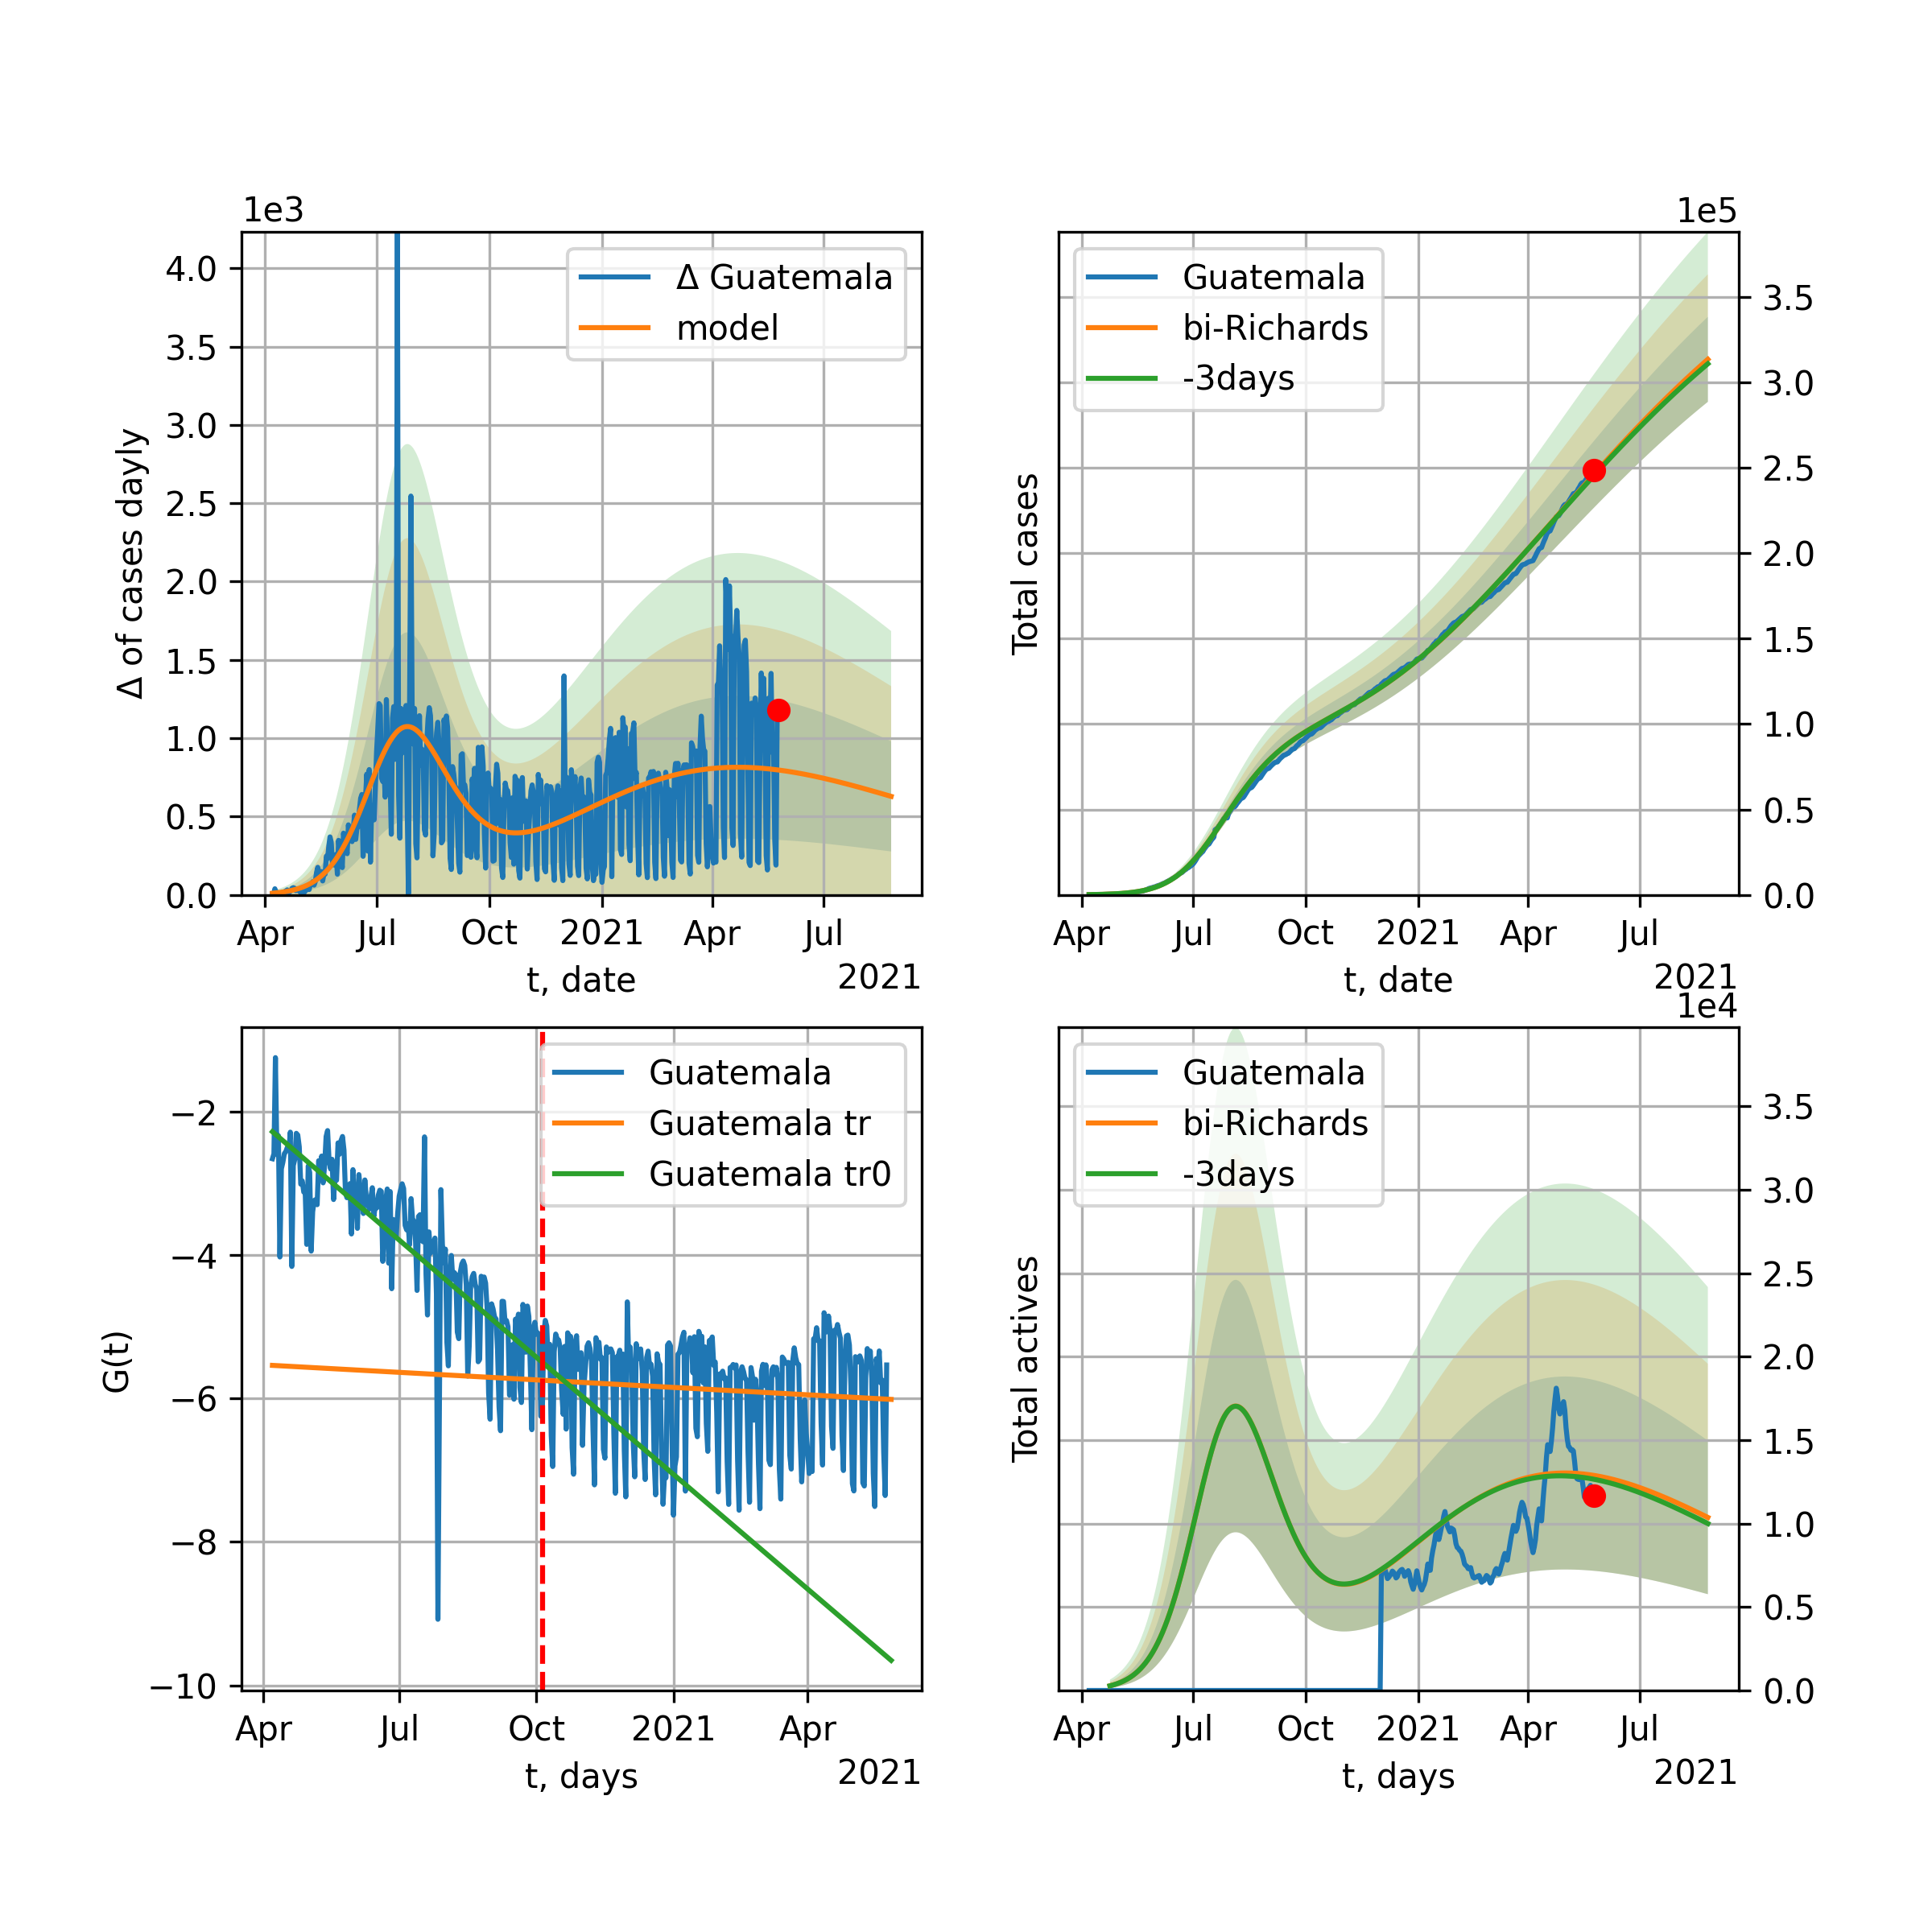 1e3
4.0
3.5
3.0
2.5
2.0
1.5
1.0
0.5
0.0
Δ of cases dayly
Δ Guatemala
model
Apr Jul Oct 2021 Apr Jul
t, date
2021
1e5
Total cases
Guatemala
bi-Richards
-3days
3.5
3.0
2.5
2.0
1.5
1.0
0.5
0.0
Apr Jul Oct 2021 Apr Jul
t, date
2021
−2
−4
−6
−8
−10
G(t)
Guatemala
Guatemala tr
Guatemala tr0
Apr Jul Oct 2021 Apr
t, days
2021
1e4
Total actives
Guatemala
bi-Richards
-3days
3.5
3.0
2.5
2.0
1.5
1.0
0.5
0.0
Apr Jul Oct 2021 Apr Jul
t, days
2021